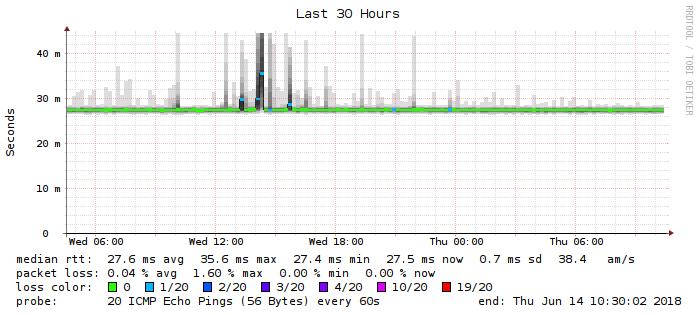 Last 30 Hours
RRDTOOL / TOBI OETIKER
Seconds
40 m
30 m
20 m
10 m
0
Wed 06:00 Wed 12:00 Wed 18:00 Thu 00:00 Thu 06:00
median rtt: 27.6 ms avg 35.6 ms max 27.4 ms min 27.5 ms now 0.7 ms sd 38.4 am/s
packet loss: 0.04 % avg 1.60 % max 0.00 % min 0.00 % now
loss color: 0 1/20 2/20 3/20 4/20 10/20 19/20
probe: 20 ICMP Echo Pings (56 Bytes) every 60s end: Thu Jun 14 10:30:02 2018